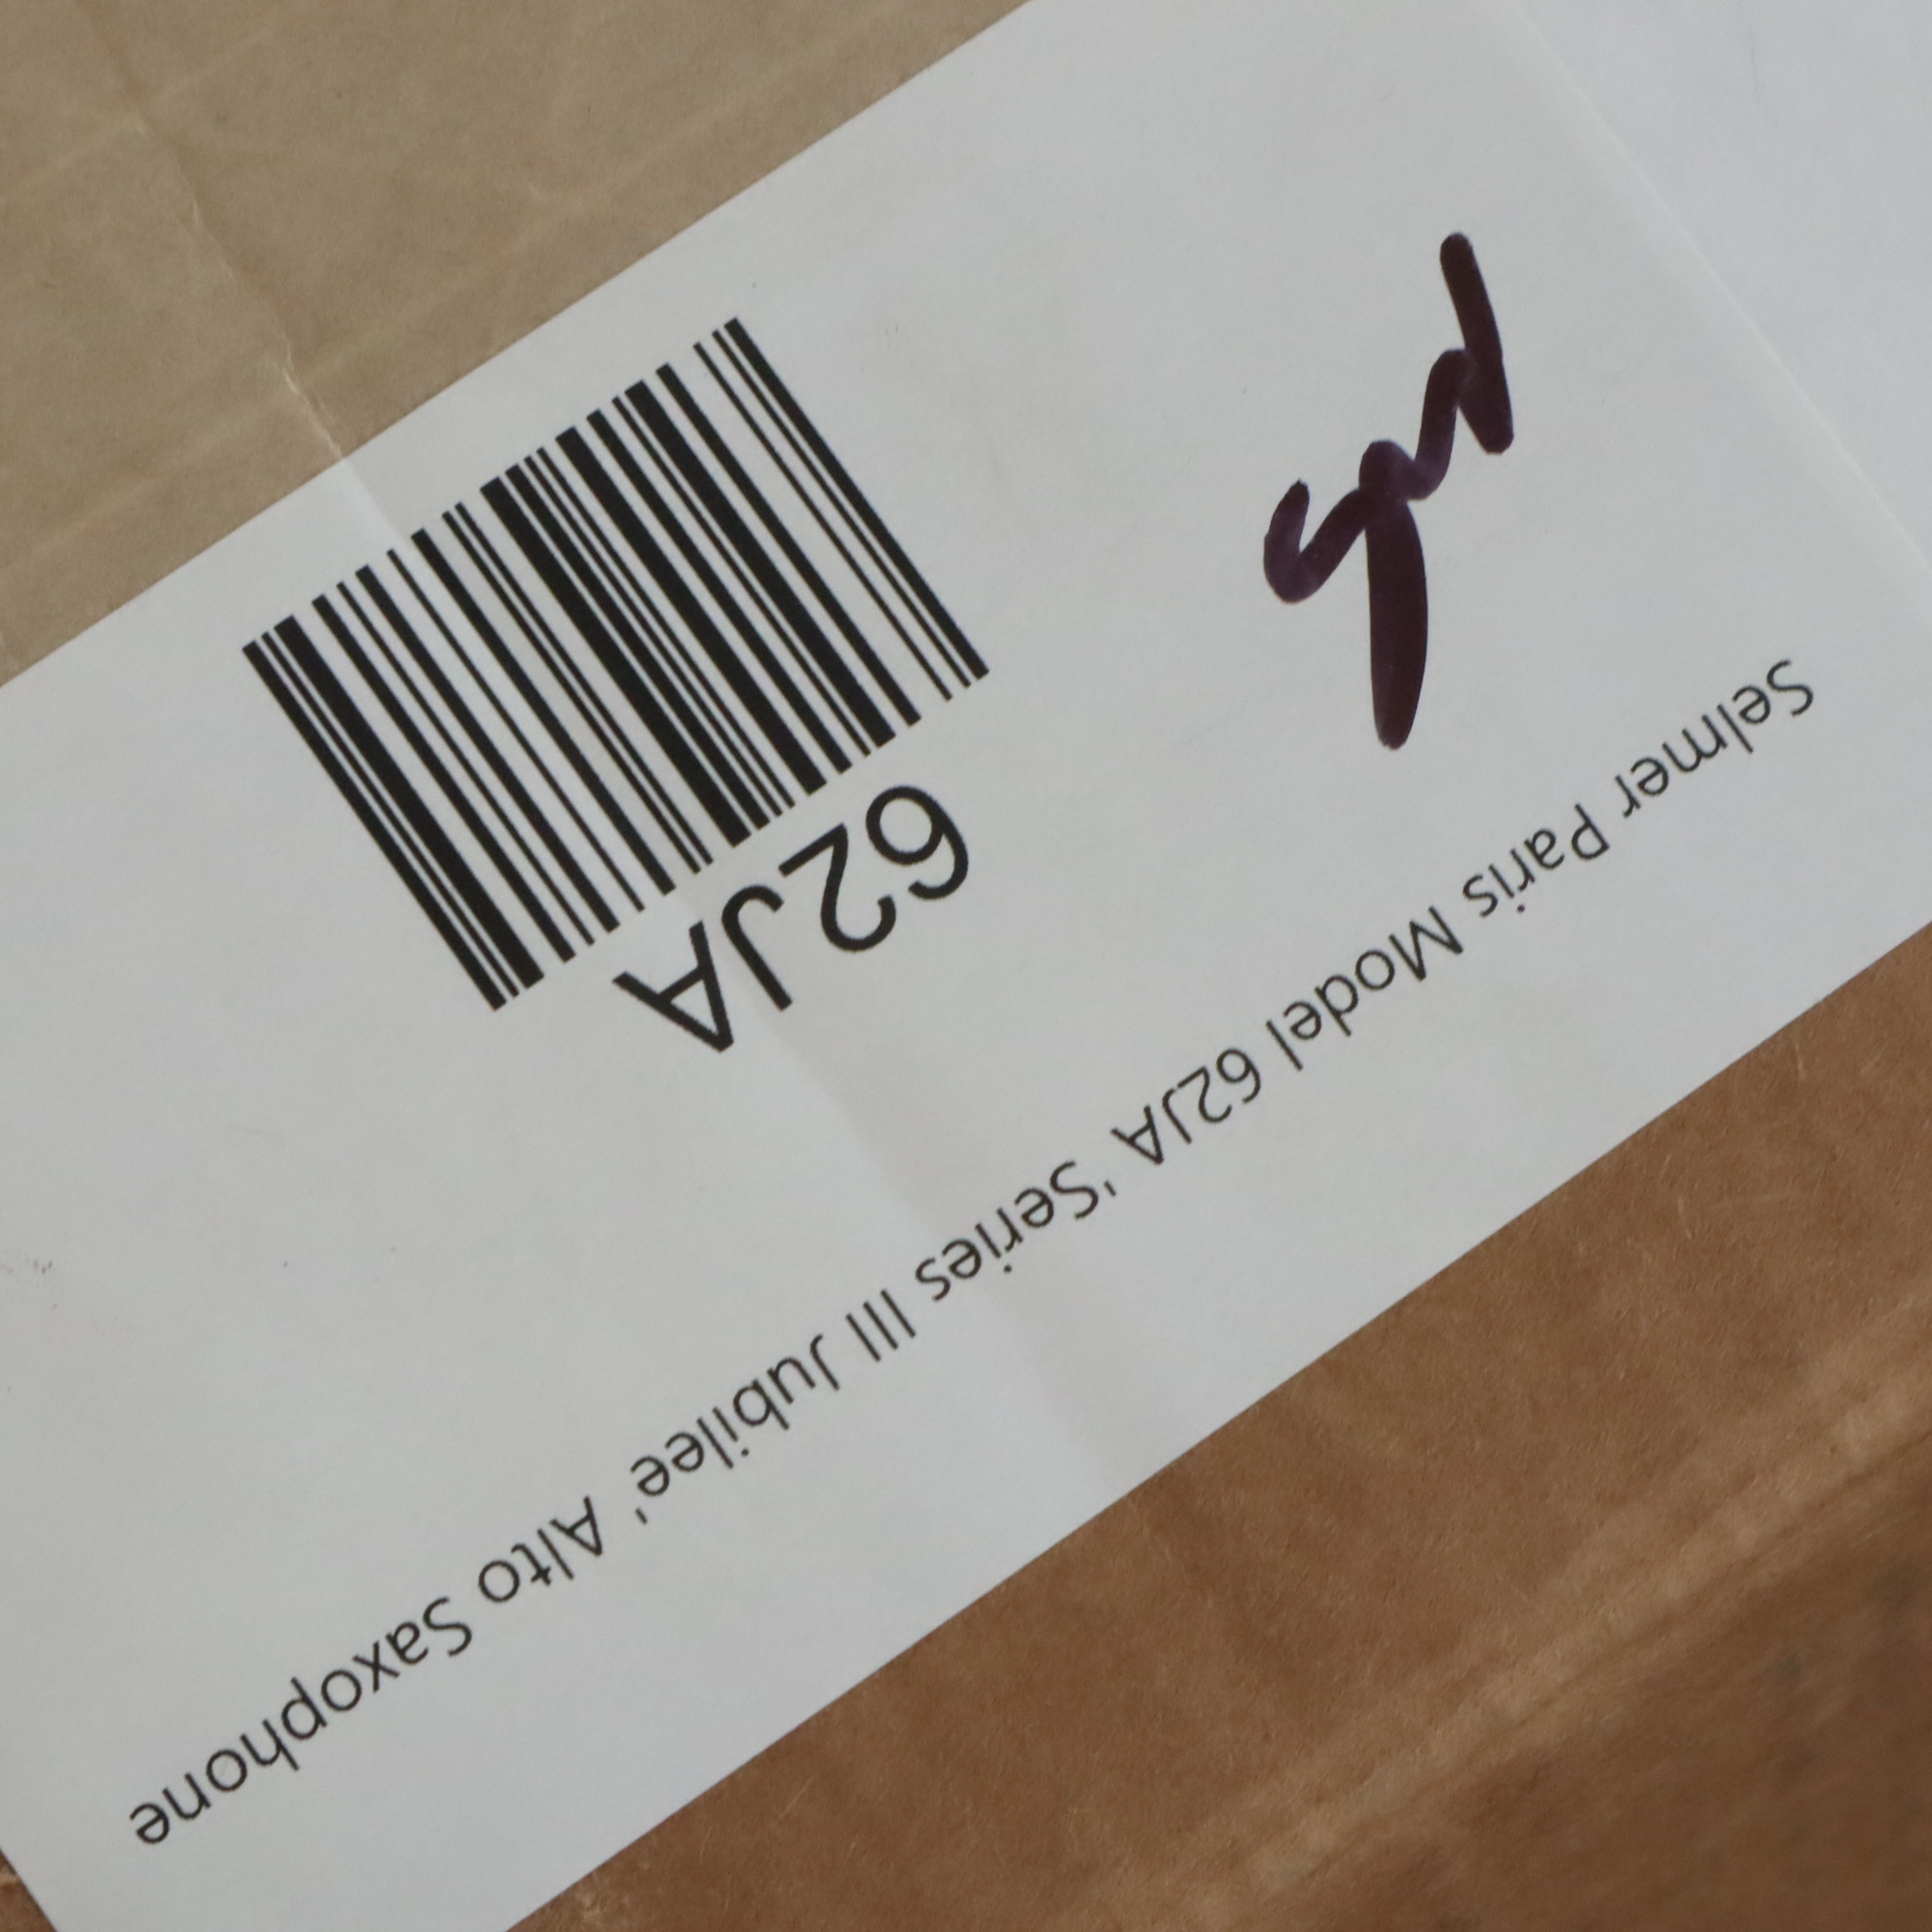 62JA
Selmer Paris Model 62JA 'Series III Jubilee' Alto Saxophone